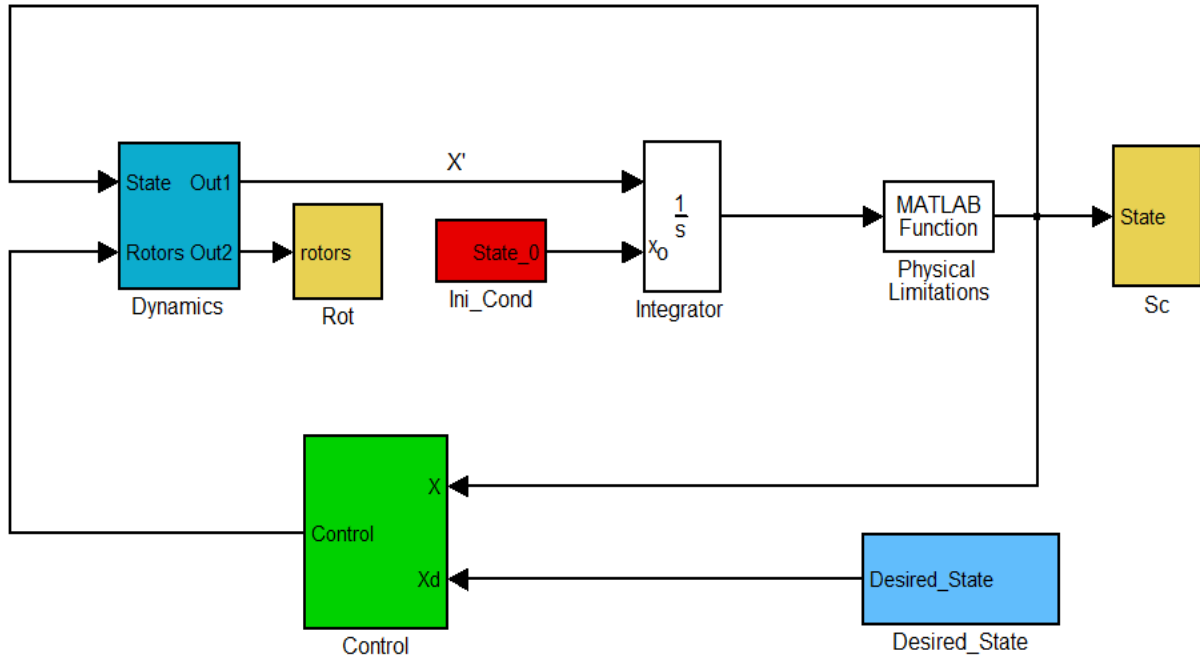 X'
State Out1
Rotors Out2
Dynamics
rotors
Rot
State_0
Ini_Cond
1
s
xo
Integrator
MATLAB
Function
Physical
Limitations
State
Sc
X
Control
Xd
Control
Desired_State
Desired_State